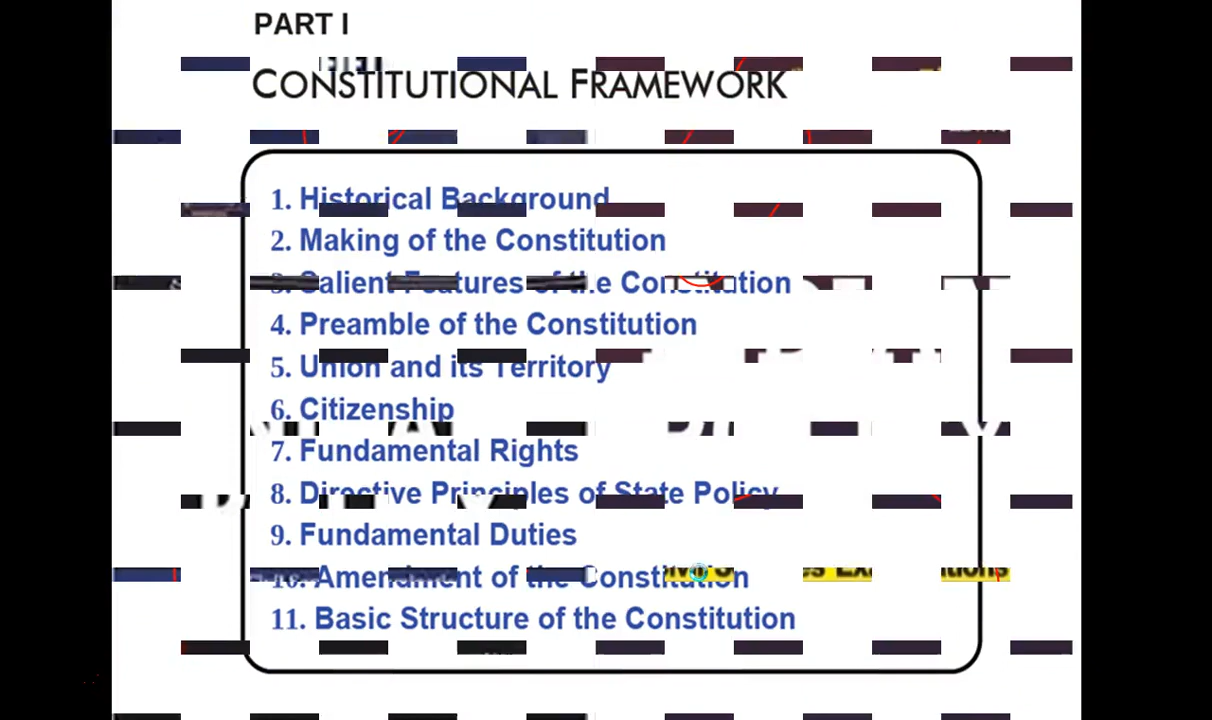 PART I
CONSTITUTIONAL FRAMEWORK
1. Historical Background
2. Making of the Constitution
3. Salient Features of the Constitution
4. Preamble of the Constitution
5. Union and its Territory
6. Citizenship
7. Fundamental Rights
8. Directive Principles of State Policy
9. Fundamental Duties
10. Amendment of the Constitution
11. Basic Structure of the Constitution